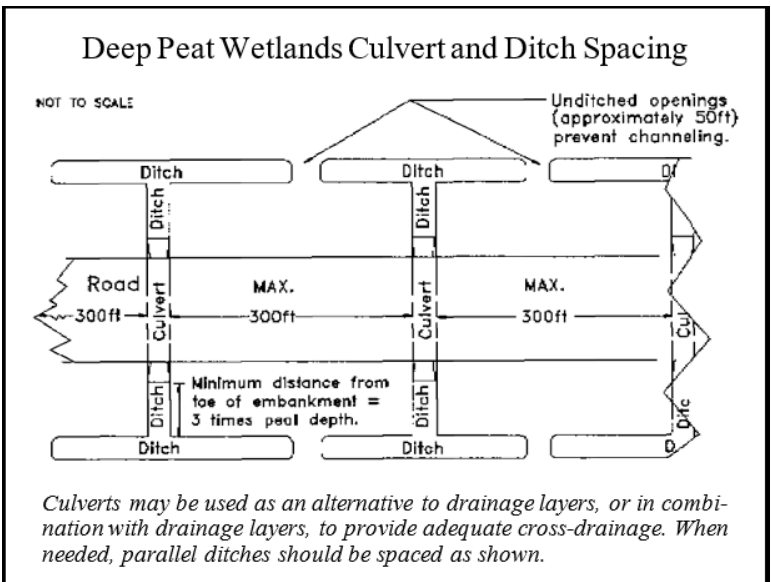 Deep Peat Wetlands Culvert and Ditch Spacing
NOT TO SCALE
Unditched openings
(approximately 50ft)
prevent channeling.
Ditch
Ditch
Di
Ditch
Ditch
Road
MAX.
MAX.
300ft
300ft
300ft
Culvert
Culvert
Cul
Minimum distance from
toe of embankment =
3 times peat depth.
Ditch
Ditch
Ditc
Ditch
Ditch
D
Culverts may be used as an alternative to drainage layers, or in combi-
nation with drainage layers, to provide adequate cross-drainage. When
needed, parallel ditches should be spaced as shown.